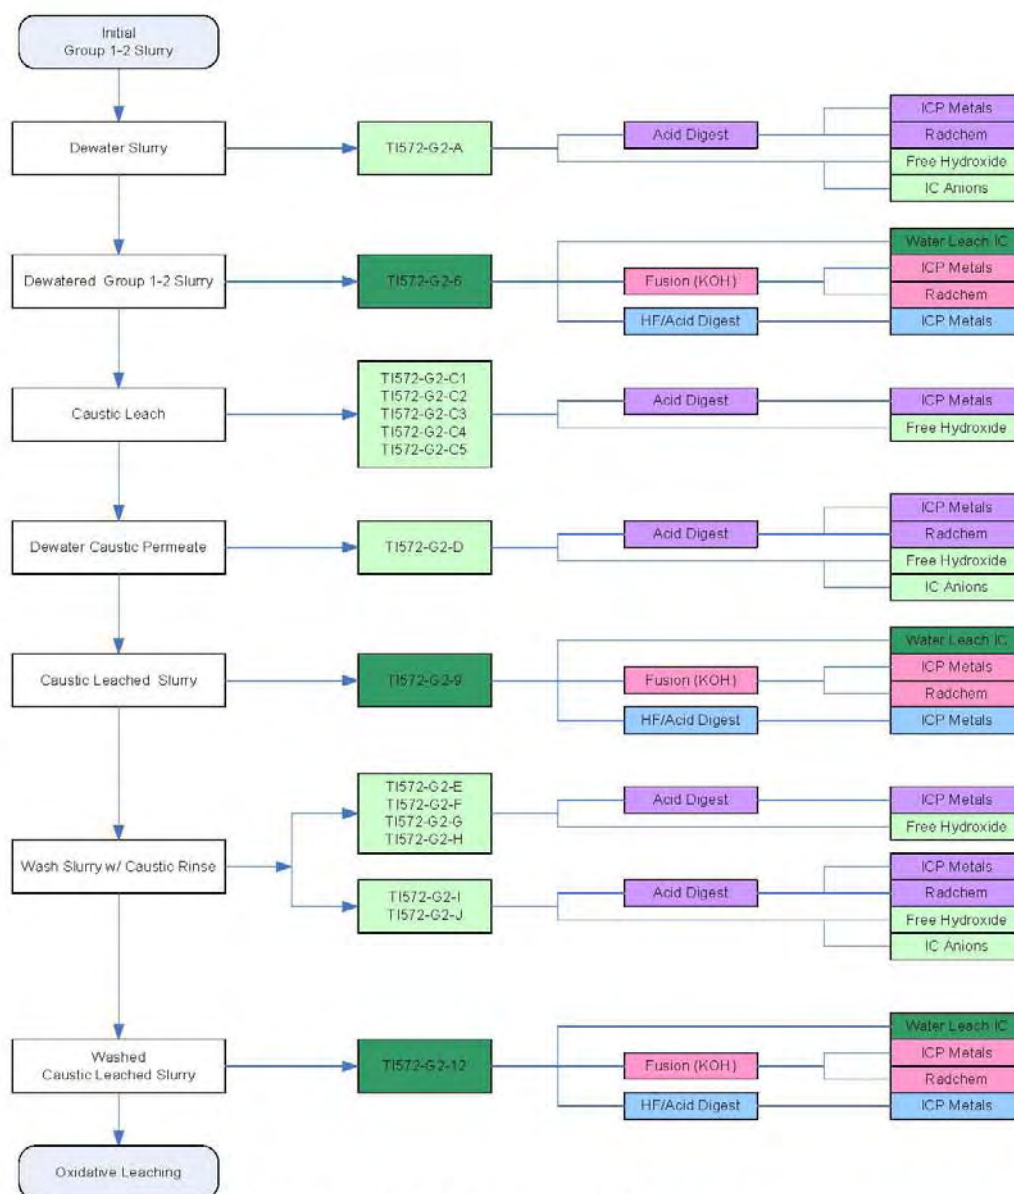 Initial
Group 1-2 Slurry
Dewater Slurry
TI572-G2-A
Acid Digest
ICP Metals
Radchem
Free Hydroxide
IC Anions
Dewatered Group 1-2 Slurry
TI572-G2-6
Fusion (KOH)
HF/Acid Digest
Water Leach IC
ICP Metals
Radchem
ICP Metals
Caustic Leach
TI572-G2-C1
TI572-G2-C2
TI572-G2-C3
TI572-G2-C4
TI572-G2-C5
Acid Digest
ICP Metals
Free Hydroxide
Dewater Caustic Permeate
TI572-G2-D
Acid Digest
ICP Metals
Radchem
Free Hydroxide
IC Anions
Caustic Leached Slurry
TI572-G2-9
Fusion (KOH)
HF/Acid Digest
Water Leach IC
ICP Metals
Radchem
ICP Metals
Wash Slurry w/ Caustic Rinse
TI572-G2-E
TI572-G2-F
TI572-G2-G
TI572-G2-H
Acid Digest
ICP Metals
Free Hydroxide
TI572-G2-I
TI572-G2-J
Acid Digest
ICP Metals
Radchem
Free Hydroxide
IC Anions
Washed
Caustic Leached Slurry
TI572-G2-12
Fusion (KOH)
HF/Acid Digest
Water Leach IC
ICP Metals
Radchem
ICP Metals
Oxidative Leaching